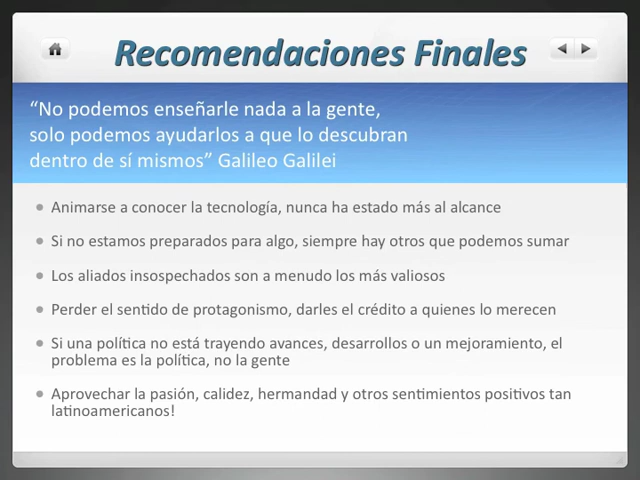 Recomendaciones Finales
“No podemos enseñarle nada a la gente,
solo podemos ayudarlos a que lo descubran
dentro de sí mismos” Galileo Galilei
Animarse a conocer la tecnología, nunca ha estado más al alcance
Si no estamos preparados para algo, siempre hay otros que podemos sumar
Los aliados insospechados son a menudo los más valiosos
Perder el sentido de protagonismo, darles el crédito a quienes lo merecen
Si una política no está trayendo avances, desarrollos o un mejoramiento, el
problema es la política, no la gente
Aprovechar la pasión, calidez, hermandad y otros sentimientos positivos tan
latinoamericanos!